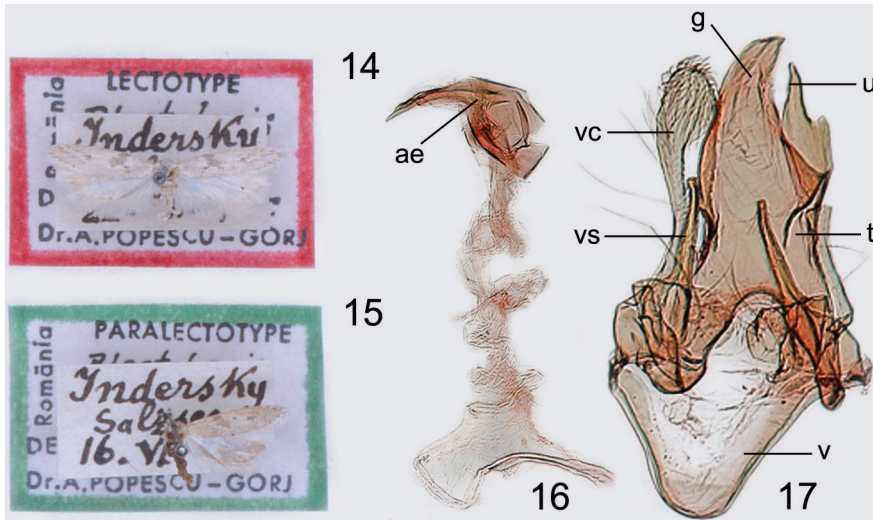 14
LECTOTYPE
Indersky
Dr.A.POPESCU-GORJ
15
PARALECTOTYPE
România
Indersky
16.VI
DE
Dr.A.POPESCU-GORJ
ae
16
g
u
vc
vs
t
v
17